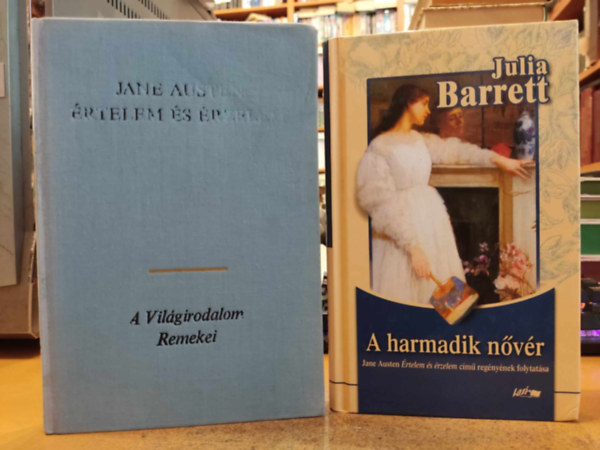 JANE AUSTEN
ÉRTELEM ÉS ÉRZELEM
A Világirodalom
Remekei
Julia
Barrett
A harmadik nővér
Jane Austen Értelem és érzelem című regényének folytatása